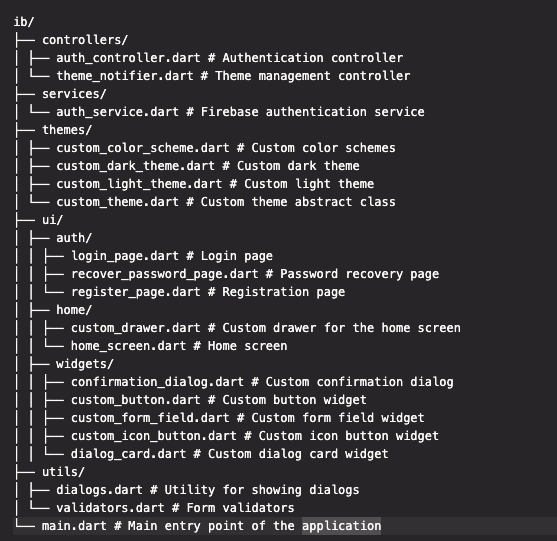 ib/
├── controllers/
│ ├── auth_controller.dart # Authentication controller
│ └── theme_notifier.dart # Theme management controller
├── services/
│ └── auth_service.dart # Firebase authentication service
├── themes/
│ ├── custom_color_scheme.dart # Custom color schemes
│ ├── custom_dark_theme.dart # Custom dark theme
│ ├── custom_light_theme.dart # Custom light theme
│ └── custom_theme.dart # Custom theme abstract class
├── ui/
│ ├── auth/
│ │ ├── login_page.dart # Login page
│ │ ├── recover_password_page.dart # Password recovery page
│ │ └── register_page.dart # Registration page
│ ├── home/
│ │ ├── custom_drawer.dart # Custom drawer for the home screen
│ │ └── home_screen.dart # Home screen
│ └── widgets/
│ │ ├── confirmation_dialog.dart # Custom confirmation dialog
│ │ ├── custom_button.dart # Custom button widget
│ │ ├── custom_form_field.dart # Custom form field widget
│ │ ├── custom_icon_button.dart # Custom icon button widget
│ │ └── dialog_card.dart # Custom dialog card widget
├── utils/
│ ├── dialogs.dart # Utility for showing dialogs
│ └── validators.dart # Form validators
└── main.dart # Main entry point of the application